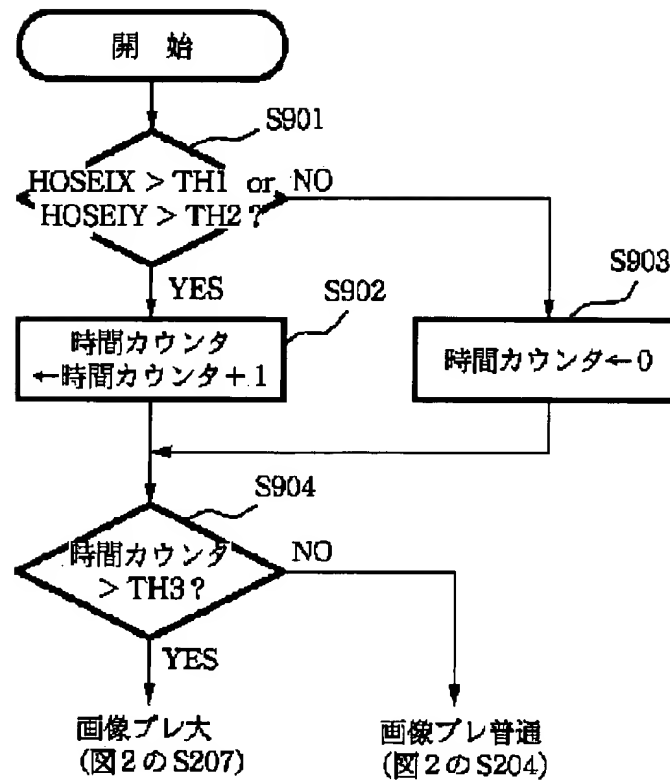 開 始
S901
HOSEIX > TH1 or
HOSEIY > TH2?
NO
YES
S902
S903
時間カウンタ
←時間カウンタ+1
時間カウンタ←0
S904
時間カウンタ
> TH3?
NO
YES
画像ブレ大
(図2のS207)
画像ブレ普通
(図2のS204)